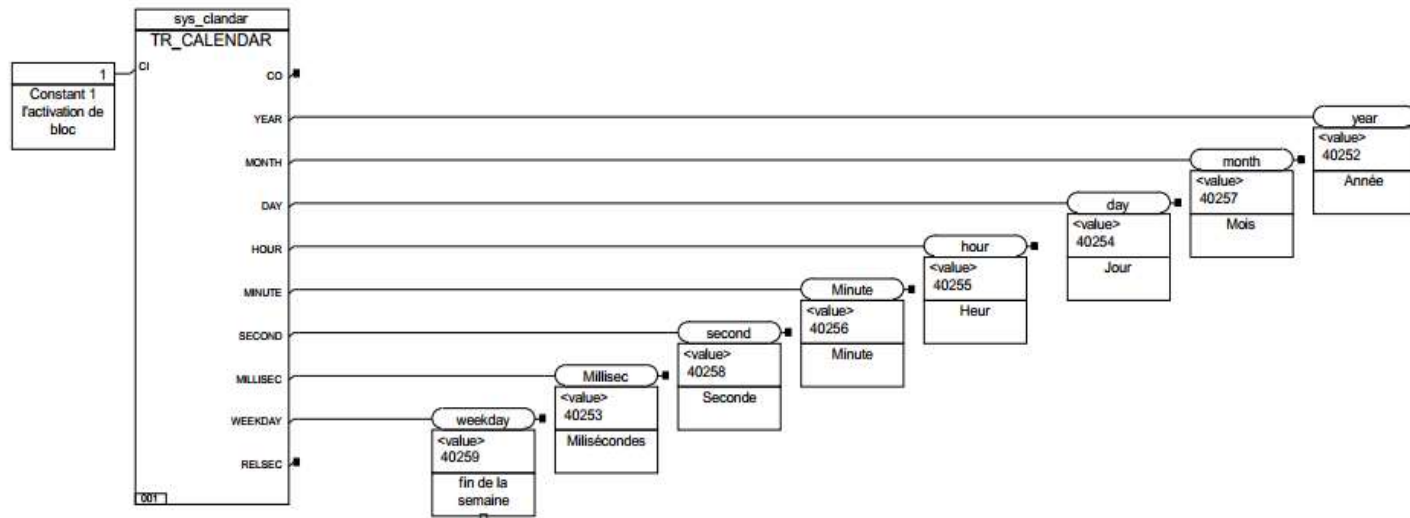 sys_clandar
TR_CALENDAR
CI
1
Constant 1
l'activation de
bloc
CO
YEAR
year
<value>
40252
Année
MONTH
month
<value>
40257
Mois
DAY
day
<value>
40254
Jour
HOUR
hour
<value>
40255
Heur
MINUTE
Minute
<value>
40256
Minute
SECOND
second
<value>
40258
Seconde
MILLISEC
Millisec
<value>
40253
Milisécondes
WEEKDAY
weekday
<value>
40259
fin de la
semaine
RELSEC
001